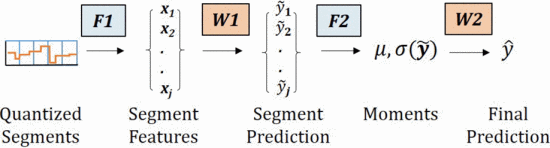 F1 W1 F2 W2
x1
x2
.
.
xj
ỹ1
ỹ2
.
.
ỹj
μ, σ(ỹ)
ŷ
Quantized
Segments
Segment
Features
Segment
Prediction
Moments
Final
Prediction